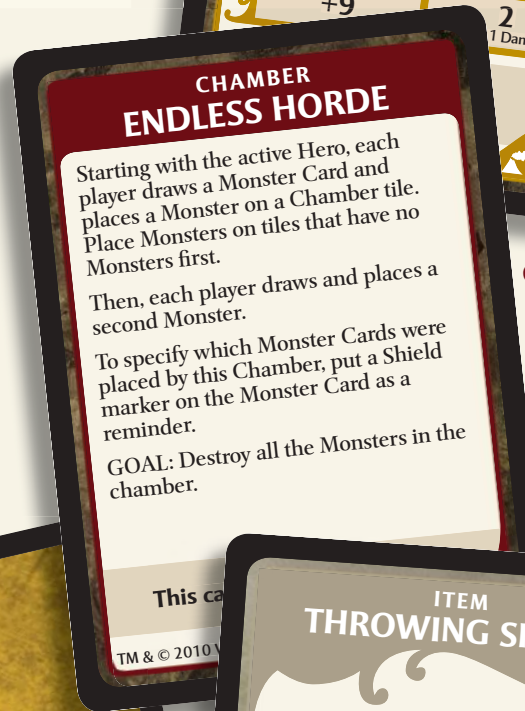 +9
2
CHAMBER
ENDLESS HORDE
Starting with the active Hero, each
player draws a Monster Card and
places a Monster on a Chamber tile.
Place Monsters on tiles that have no
Monsters first.
Then, each player draws and places a
second Monster.
To specify which Monster Cards were
placed by this Chamber, put a Shield
marker on the Monster Card as a
reminder.
GOAL: Destroy all the Monsters in the
chamber.
This
TM & © 2010
ITEM
THROWING